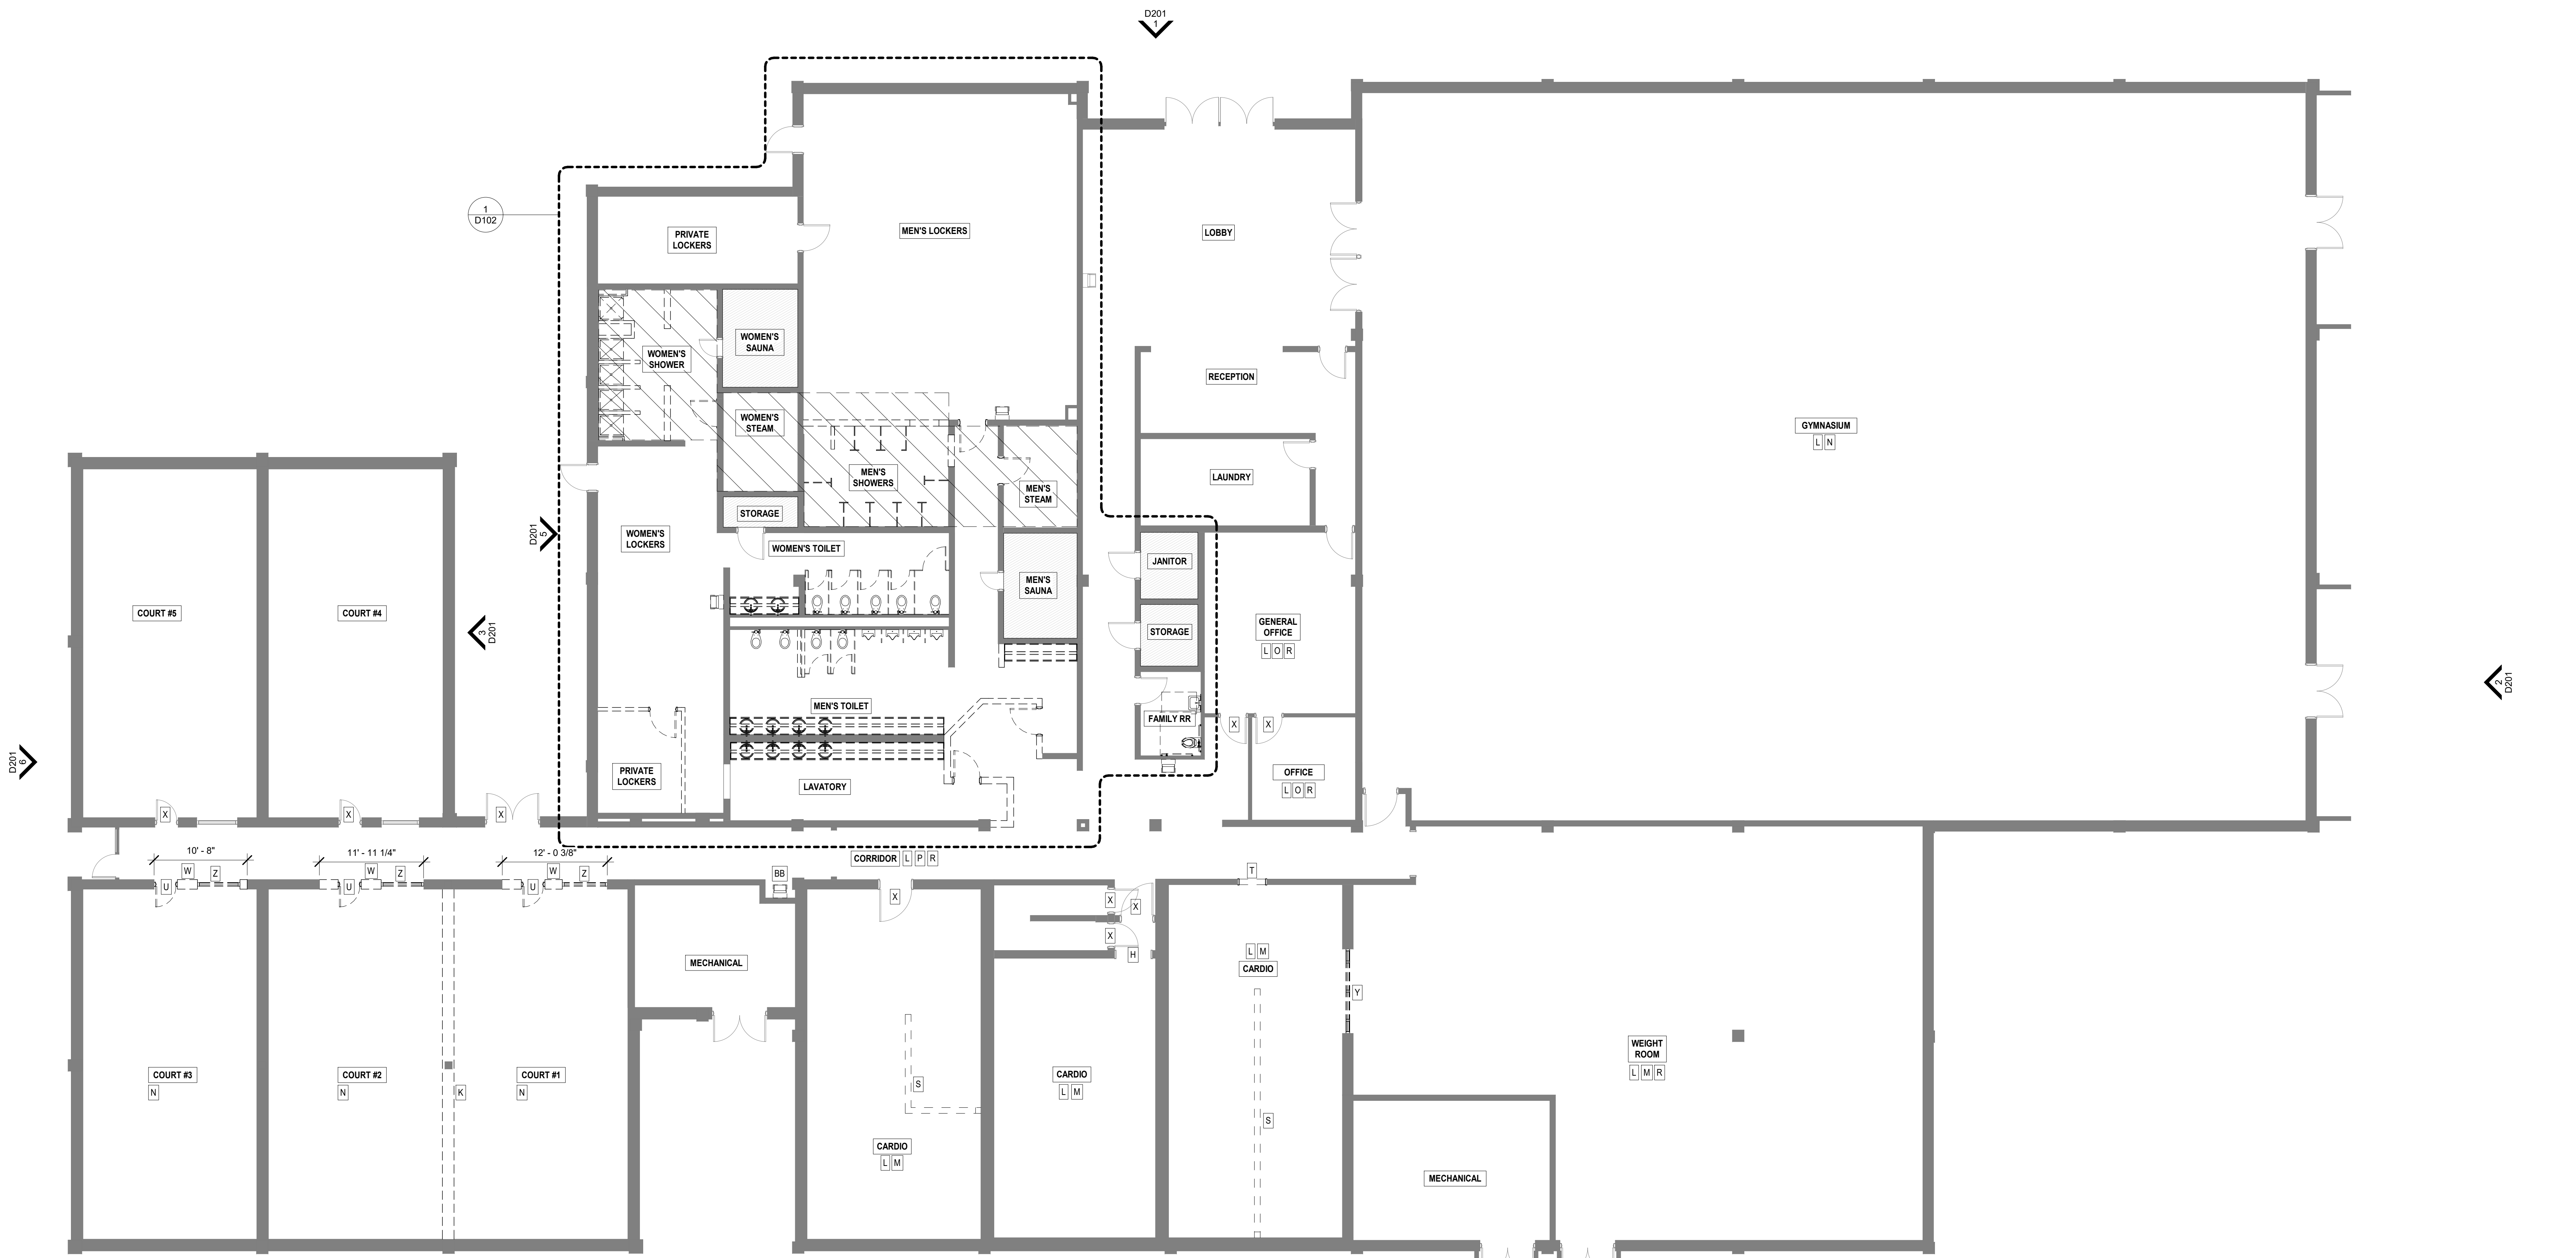 D201
1
1
D102
PRIVATE
LOCKERS
MEN'S LOCKERS
LOBBY
WOMEN'S
SAUNA
WOMEN'S
SHOWER
RECEPTION
WOMEN'S
STEAM
GYMNASIUM
L N
MEN'S
SHOWERS
LAUNDRY
MEN'S
STEAM
STORAGE
D201
5
WOMEN'S
LOCKERS
WOMEN'S TOILET
JANITOR
MEN'S
SAUNA
COURT #5
COURT #4
3
D201
STORAGE
GENERAL
OFFICE
L O R
2
D201
MEN'S TOILET
FAMILY RR
X X
D201
6
PRIVATE
LOCKERS
LAVATORY
OFFICE
L O R
X X X
10' - 8"
11' - 11 1/4"
12' - 0 3/8"
CORRIDOR L P R
W Z W Z W Z
BB
T
U U U
X
X
X
X
H
L M
CARDIO
MECHANICAL
Y
WEIGHT
ROOM
L M R
COURT #3
N
COURT #2
N
K
COURT #1
N
S
CARDIO
L M
S
CARDIO
L M
MECHANICAL